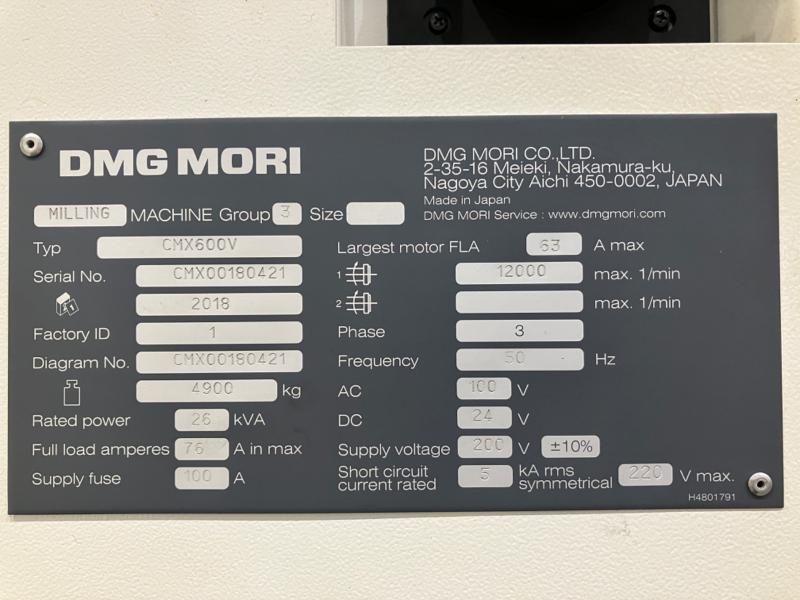 DMG MORI
DMG MORI CO.,LTD.
2-35-16 Meieki, Nakamura-ku,
Nagoya City Aichi 450-0002, JAPAN
Made in Japan
DMG MORI Service : www.dmgmori.com
MILLING MACHINE Group 3 Size
Typ CMX600V
Serial No. CMX00180421
2018
Factory ID 1
Diagram No. CMX00180421
4900 kg
Rated power 26 kVA
Full load amperes 76 A in max
Supply fuse 100 A
Largest motor FLA 63 A max
1 12000 max. 1/min
2 max. 1/min
Phase 3
Frequency 50 Hz
AC 100 V
DC 24 V
Supply voltage 200 V ±10%
Short circuit current rated 5 kA rms symmetrical 220 V max.
H4801791